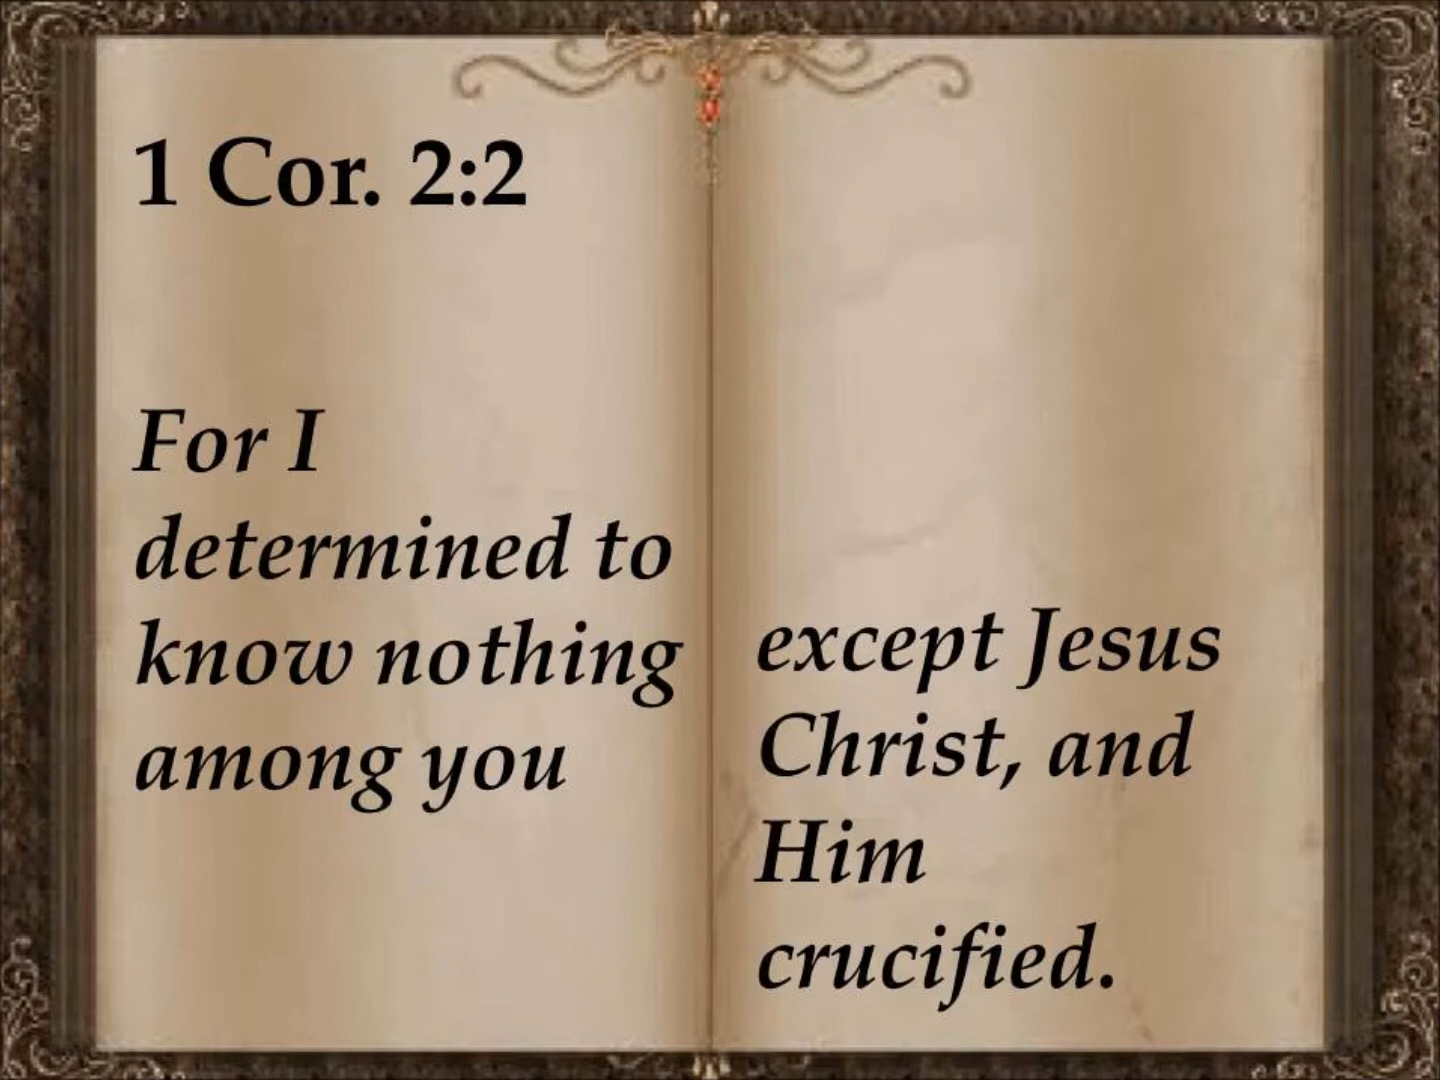 1 Cor. 2:2
For I
determined to
know nothing
among you
except Jesus
Christ, and
Him
crucified.